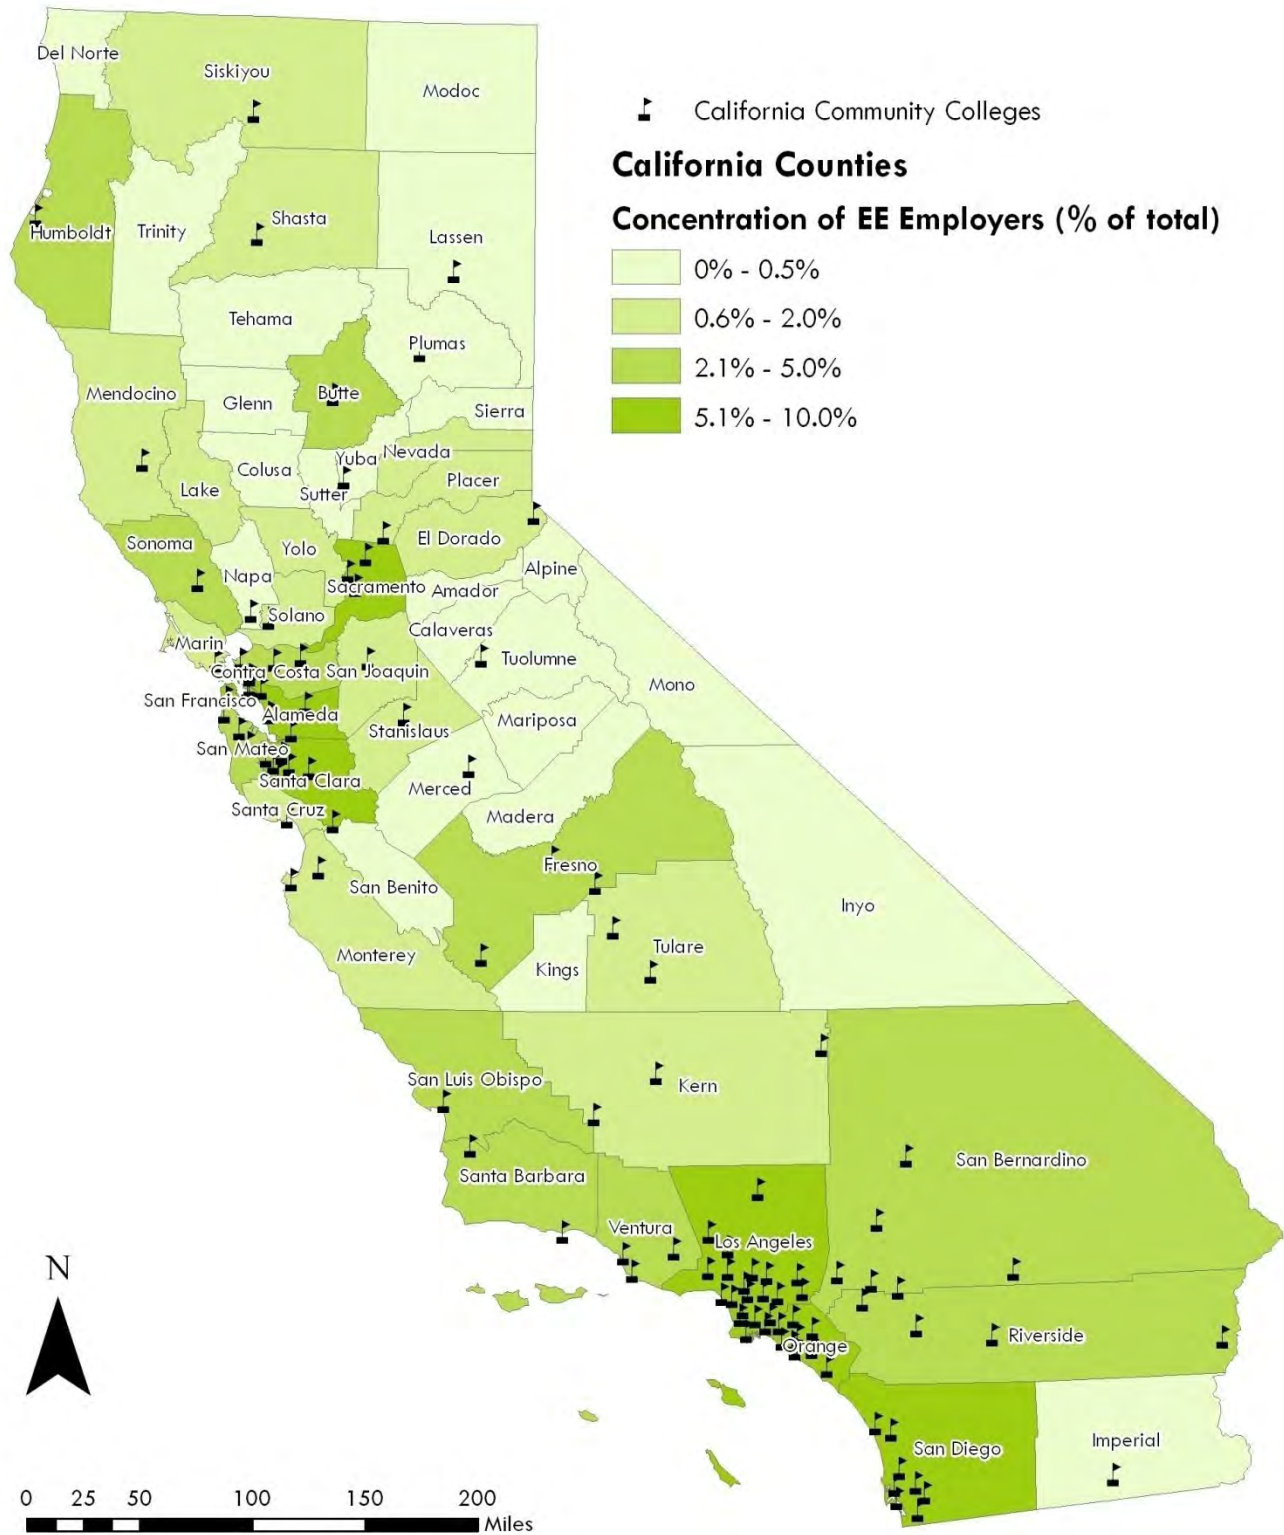 Del Norte
Siskiyou
Modoc
California Community Colleges
California Counties
Concentration of EE Employers (% of total)
0% - 0.5%
0.6% - 2.0%
2.1% - 5.0%
5.1% - 10.0%
Humboldt
Trinity
Shasta
Lassen
Tehama
Plumas
Mendocino
Glenn
Butte
Sierra
Colusa
Yuba
Nevada
Lake
Sutter
Placer
Sonoma
Yolo
El Dorado
Napa
Sacramento
Amador
Alpine
Solano
Marin
Calaveras
Contra Costa
San Joaquin
Tuolumne
Mono
San Francisco
Alameda
Stanislaus
Mariposa
San Mateo
Santa Clara
Merced
Santa Cruz
Madera
Fresno
San Benito
Inyo
Monterey
Kings
Tulare
San Luis Obispo
Kern
San Bernardino
Santa Barbara
Ventura
Los Angeles
Orange
Riverside
San Diego
Imperial
N
0 25 50 100 150 200
Miles